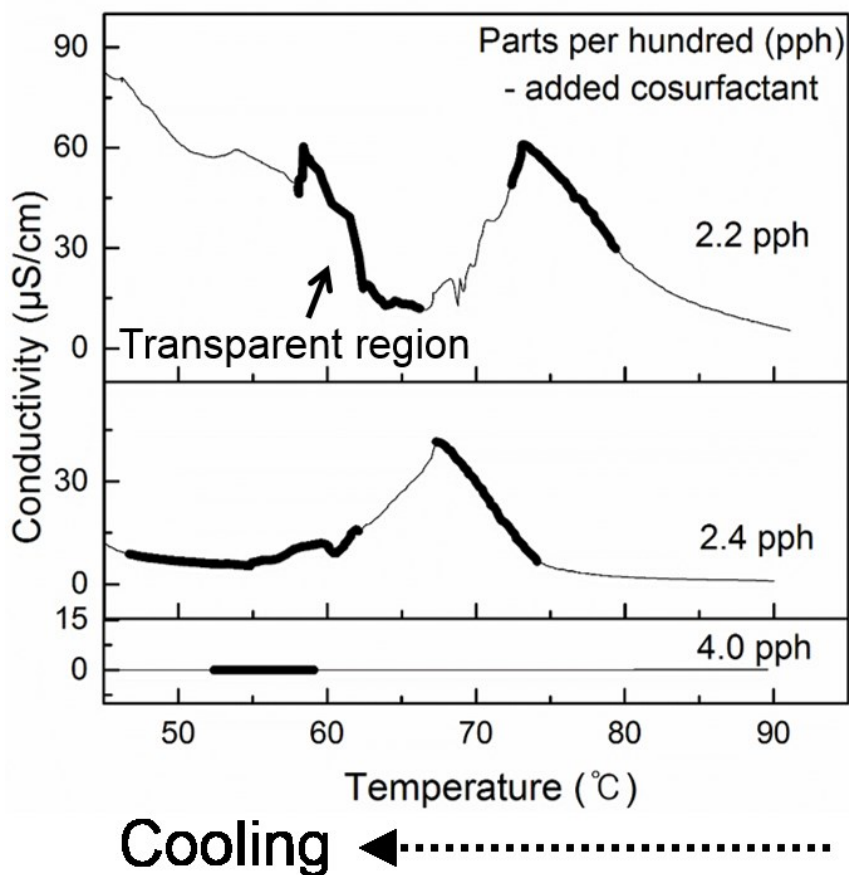 Parts per hundred (pph)
- added cosurfactant
90
60
30
0
2.2 pph
Transparent region
Conductivity (μS/cm)
30
0
2.4 pph
15
0
4.0 pph
50 60 70 80 90
Temperature (℃)
Cooling